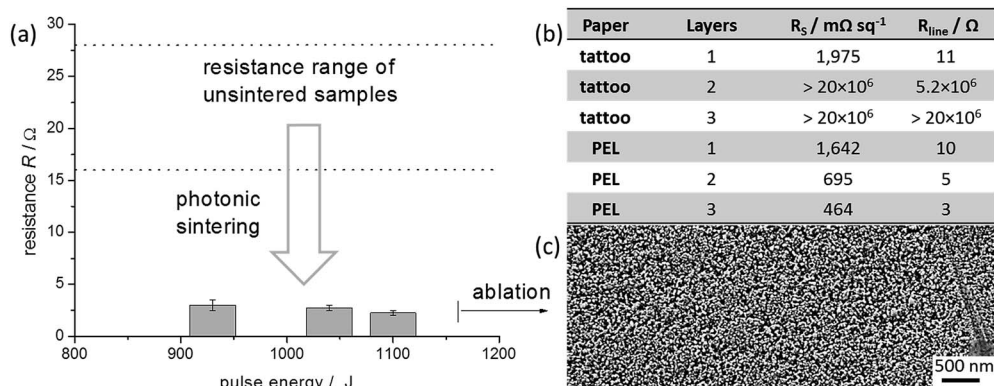 (a)
30
25
20
15
10
5
0
resistance R / Ω
resistance range of
unsintered samples
photonic
sintering
ablation
800 900 1000 1100 1200
pulse energy / J
(b)
Paper Layers R_S / mΩ sq⁻¹ R_line / Ω
tattoo 1 1,975 11
tattoo 2 > 20×10⁶ 5.2×10⁶
tattoo 3 > 20×10⁶ > 20×10⁶
PEL 1 1,642 10
PEL 2 695 5
PEL 3 464 3
(c)
500 nm